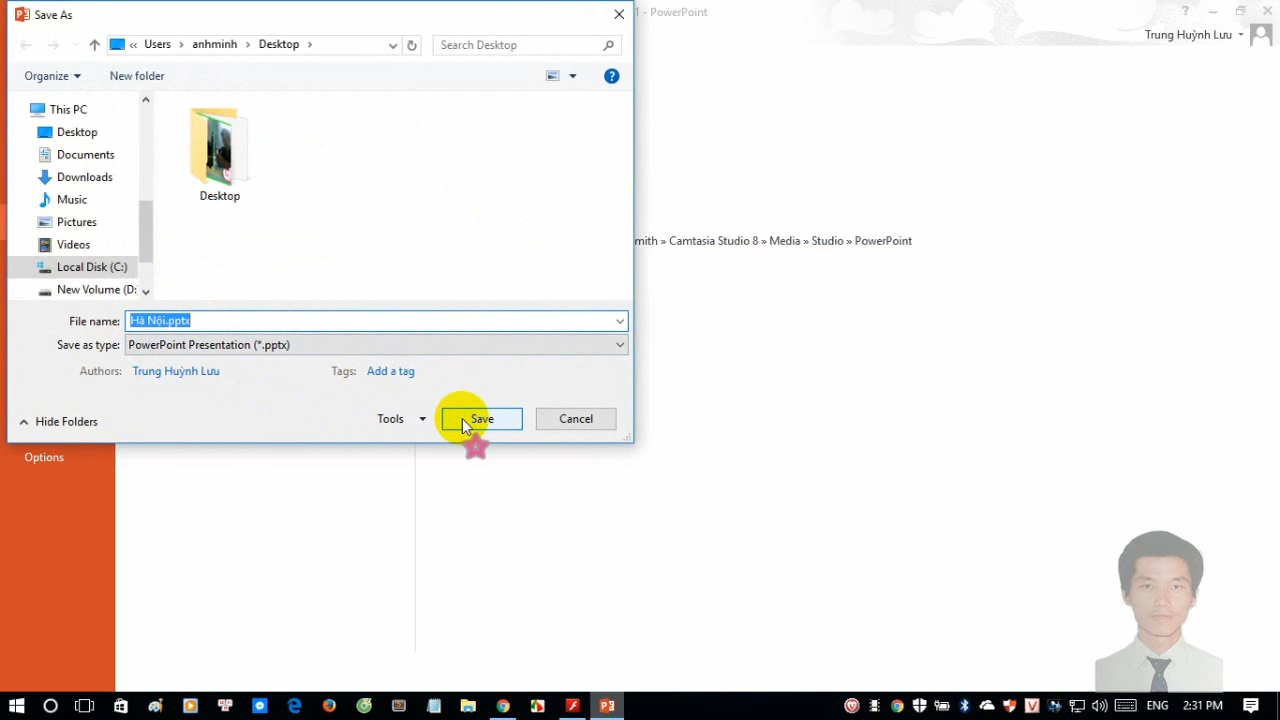 Save As
1 - PowerPoint
?
Trung Huỳnh Lưu
« Users > anhminh > Desktop >
Search Desktop
Organize
New folder
?
This PC
Desktop
Documents
Downloads
Music
Pictures
Videos
Local Disk (C:)
New Volume (D:
Desktop
mith » Camtasia Studio 8 » Media » Studio » PowerPoint
File name: Hà Nội.pptx
Save as type: PowerPoint Presentation (*.pptx)
Authors: Trung Huỳnh Lưu
Tags: Add a tag
Hide Folders
Tools
Save
Cancel
Options
ENG
2:31 PM